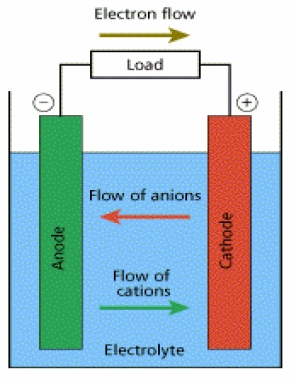 Electron flow
Load
−
+
Flow of anions
Anode
Cathode
Flow of
cations
Electrolyte